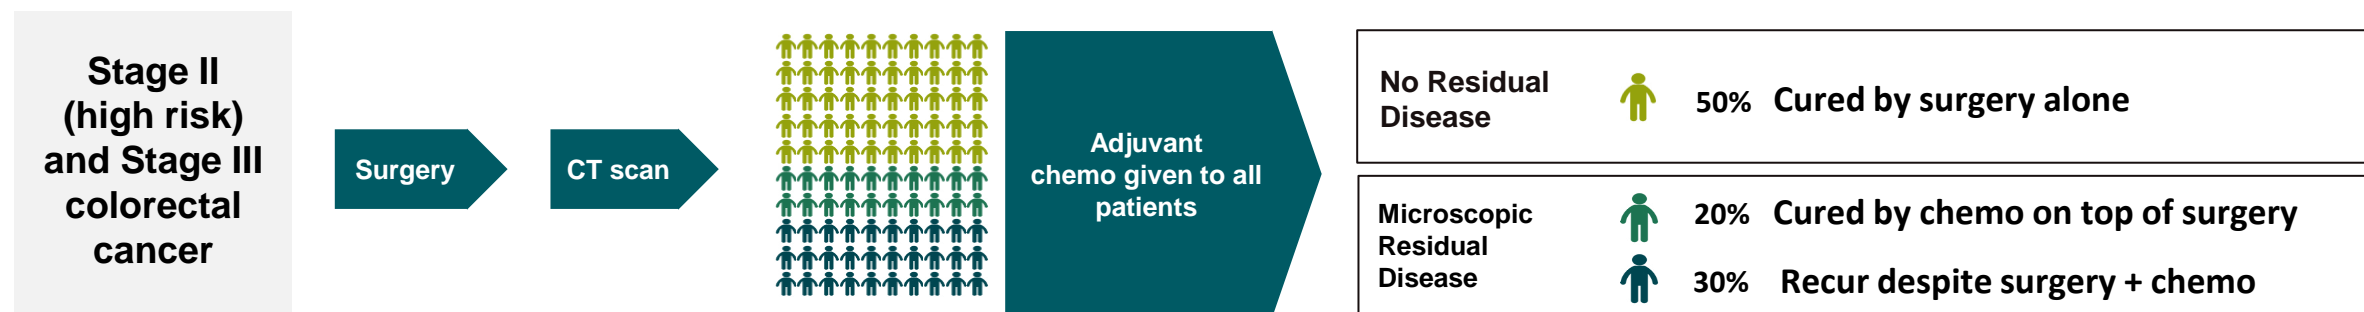 Stage II
(high risk)
and Stage III
colorectal
cancer
Surgery
CT scan
Adjuvant
chemo given to all
patients
No Residual
Disease
50% Cured by surgery alone
Microscopic
Residual
Disease
20% Cured by chemo on top of surgery
30% Recur despite surgery + chemo